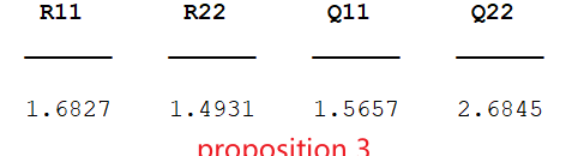 R11 R22 Q11 Q22
1.6827 1.4931 1.5657 2.6845
proposition 3